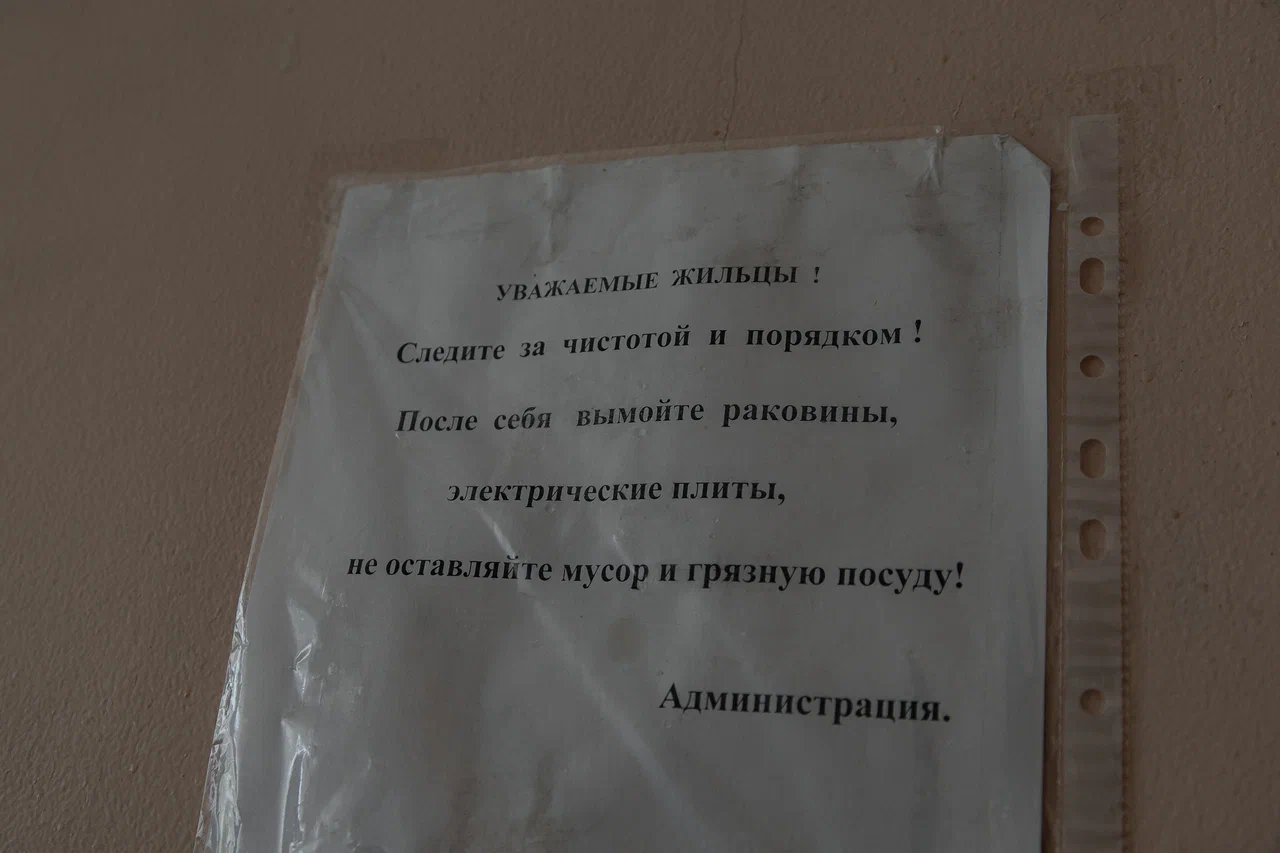 УВАЖАЕМЫЕ ЖИЛЬЦЫ !
Следите за чистотой и порядком !
После себя вымойте раковины,
электрические плиты,
не оставляйте мусор и грязную посуду!
Администрация.